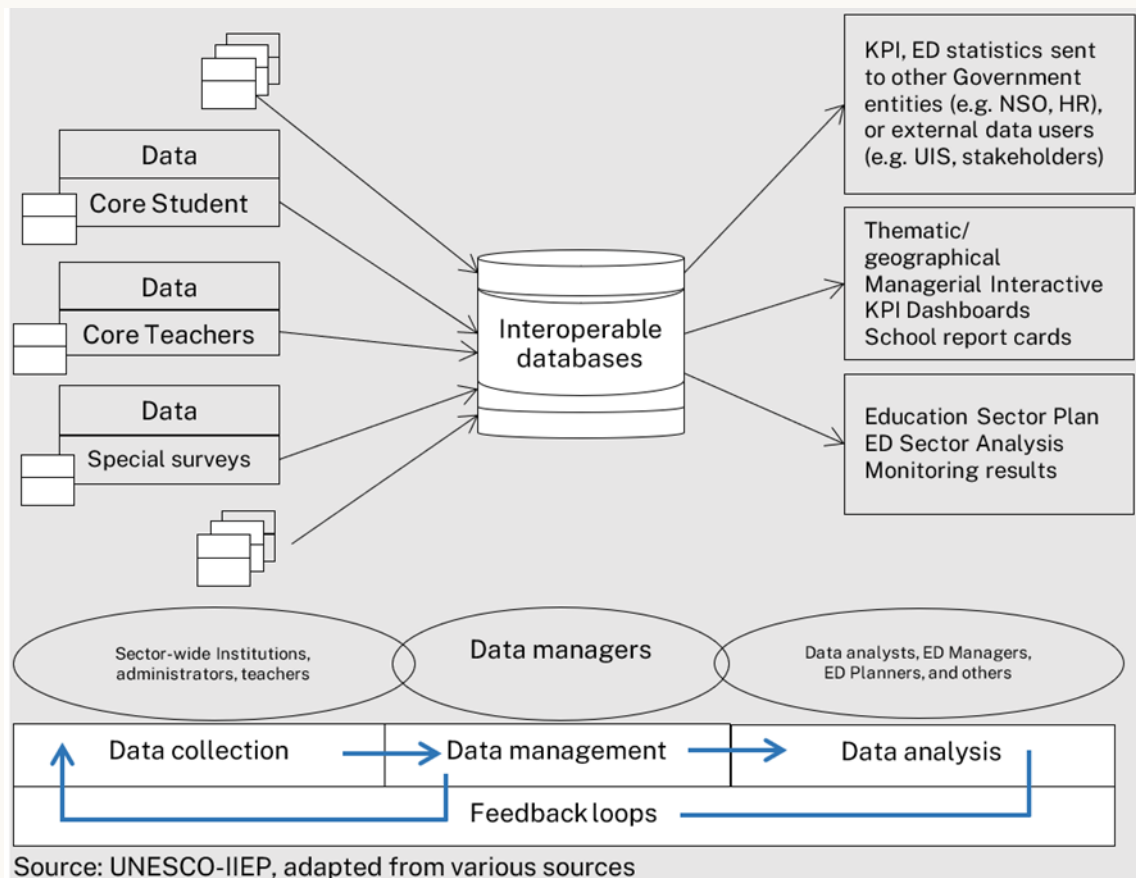 Data
Core Student
Data
Core Teachers
Data
Special surveys
Interoperable
databases
KPI, ED statistics sent
to other Government
entities (e.g. NSO, HR),
or external data users
(e.g. UIS, stakeholders)
Thematic/
geographical
Managerial Interactive
KPI Dashboards
School report cards
Education Sector Plan
ED Sector Analysis
Monitoring results
Sector-wide Institutions,
administrators, teachers
Data managers
Data analysts, ED Managers,
ED Planners, and others
Data collection
Data management
Data analysis
Feedback loops
Source: UNESCO-IIEP, adapted from various sources